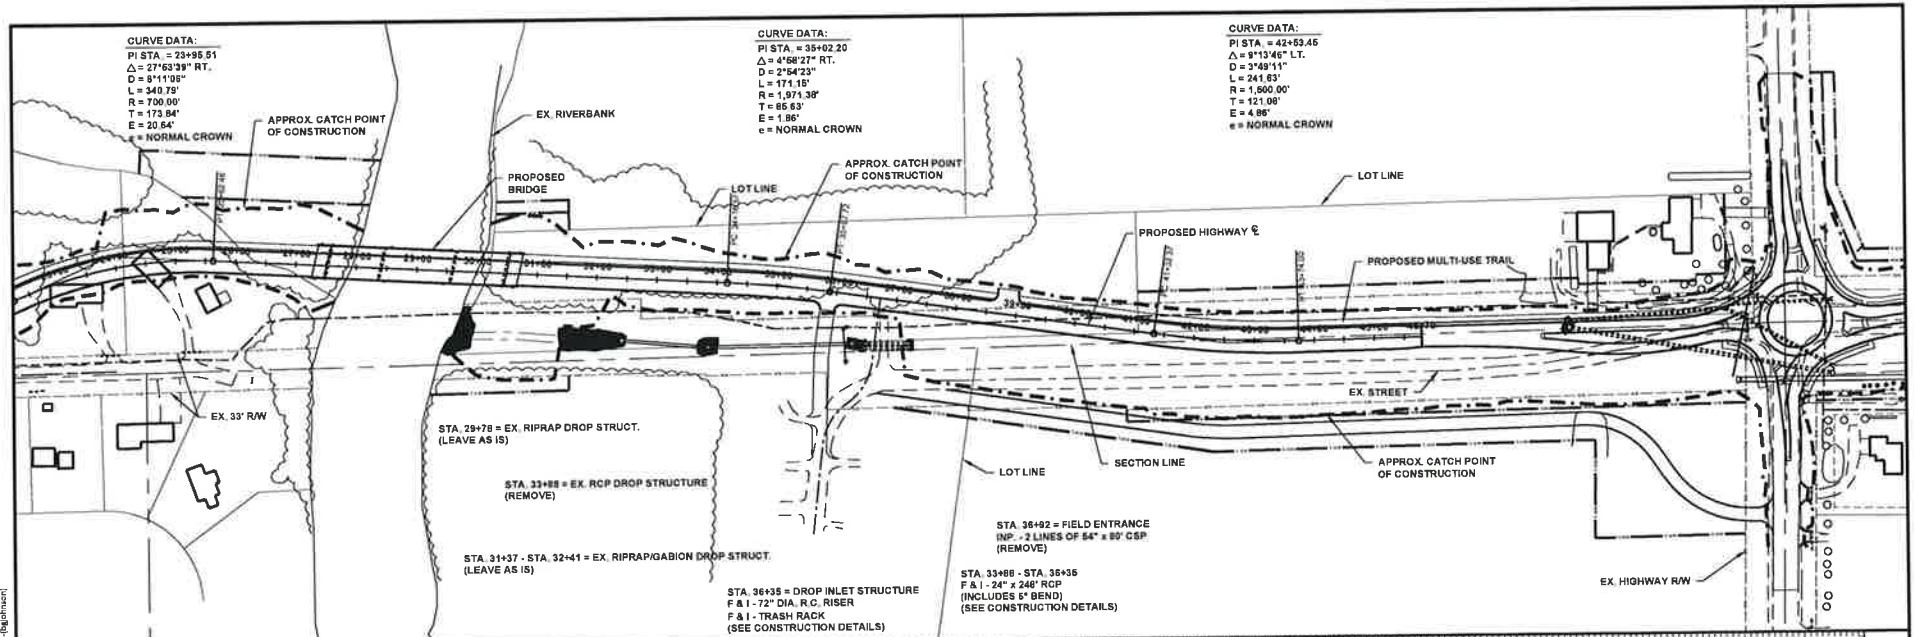 CURVE DATA:
PI STA. = 23+95.51
Δ = 27°53'39" RT.
D = 8°11'06"
L = 340.79'
R = 700.00'
T = 173.84'
E = 20.64'
e = NORMAL CROWN
CURVE DATA:
PI STA. = 35+02.20
Δ = 4°58'27" RT.
D = 2°54'23"
L = 171.15'
R = 1,971.38'
T = 85.63'
E = 1.86'
e = NORMAL CROWN
CURVE DATA:
PI STA. = 42+53.45
Δ = 9°13'46" LT.
D = 3°49'11"
L = 241.63'
R = 1,500.00'
T = 121.08'
E = 4.86'
e = NORMAL CROWN
APPROX. CATCH POINT
OF CONSTRUCTION
EX. RIVERBANK
PROPOSED
BRIDGE
LOT LINE
APPROX. CATCH POINT
OF CONSTRUCTION
LOT LINE
PROPOSED HIGHWAY ℄
PROPOSED MULTI-USE TRAIL
EX. 33' R/W
EX. STREET
STA. 29+78 = EX. RIPRAP DROP STRUCT.
(LEAVE AS IS)
STA. 33+88 = EX. RCP DROP STRUCTURE
(REMOVE)
STA. 31+37 - STA. 32+41 = EX. RIPRAP/GABION DROP STRUCT.
(LEAVE AS IS)
STA. 36+35 = DROP INLET STRUCTURE
F & I - 72" DIA. R.C. RISER
F & I - TRASH RACK
(SEE CONSTRUCTION DETAILS)
LOT LINE
SECTION LINE
APPROX. CATCH POINT
OF CONSTRUCTION
STA. 36+92 = FIELD ENTRANCE
INP. - 2 LINES OF 54" x 80' CSP
(REMOVE)
STA. 33+88 - STA. 36+35
F & I - 24" x 248' RCP
(INCLUDES 5° BEND)
(SEE CONSTRUCTION DETAILS)
EX. HIGHWAY R/W